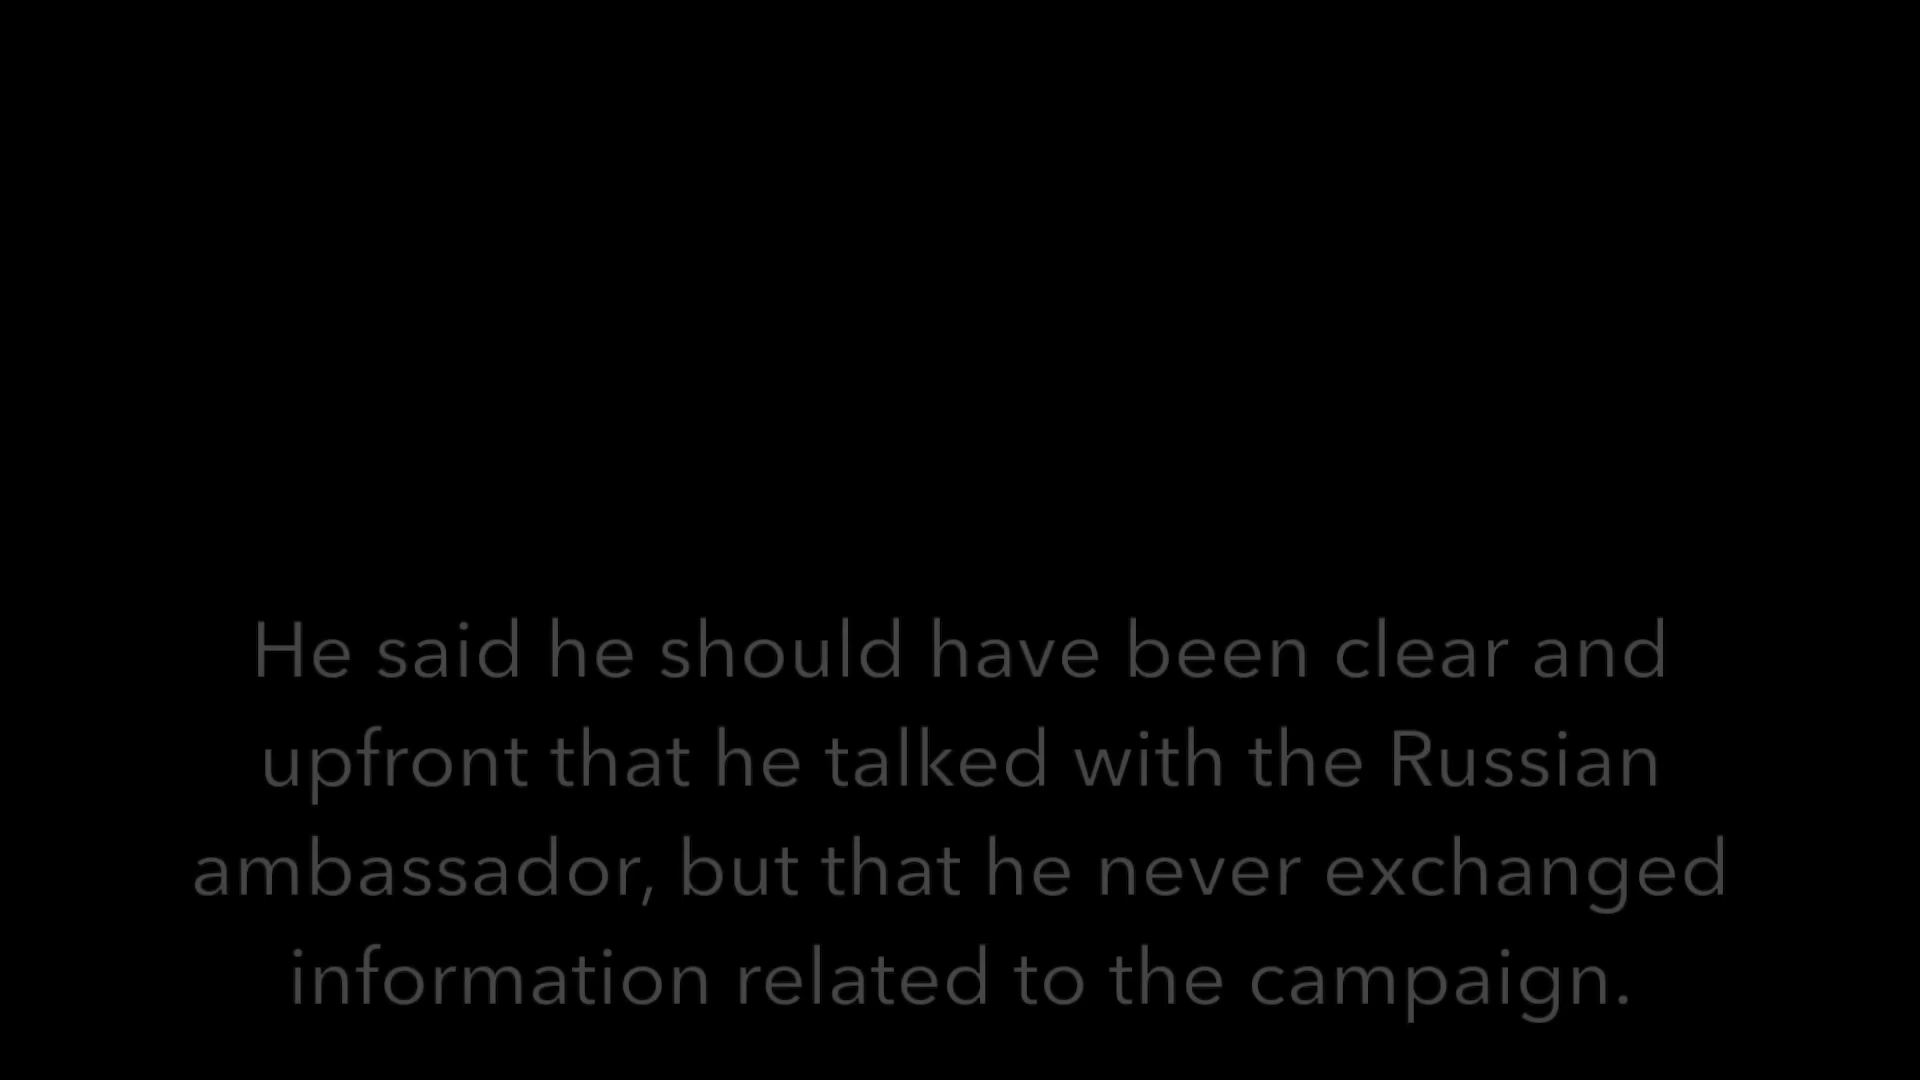 He said he should have been clear and
upfront that he talked with the Russian
ambassador, but that he never exchanged
information related to the campaign.